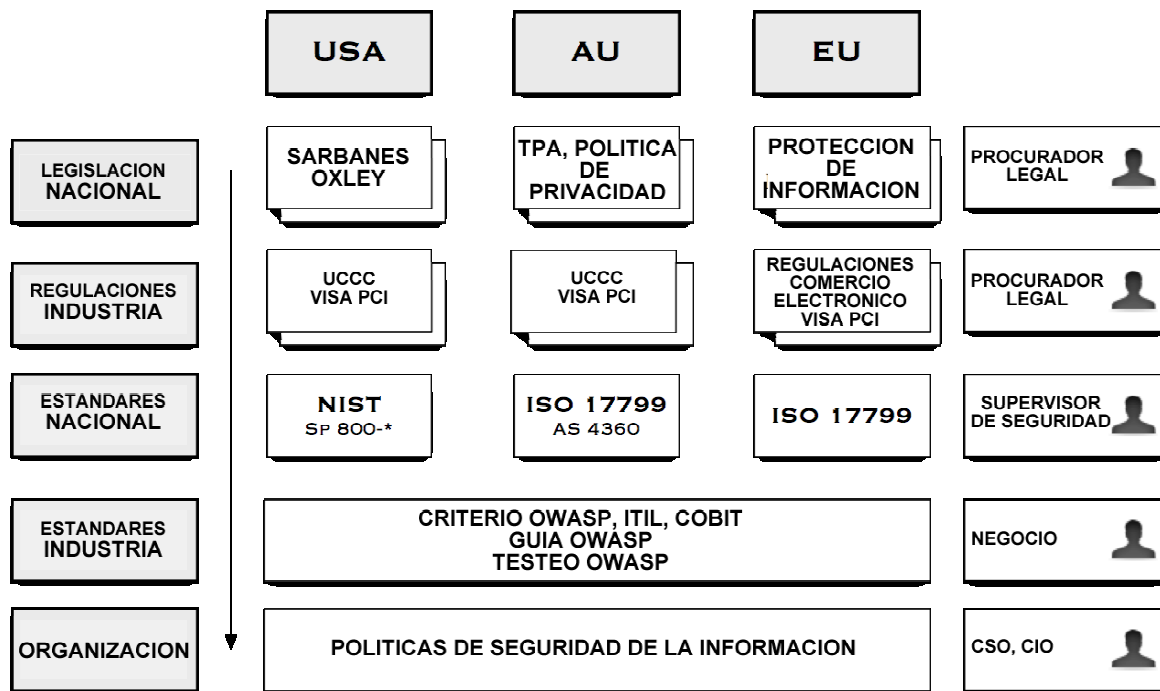 USA
AU
EU
LEGISLACION
NACIONAL
SARBANES
OXLEY
TPA, POLITICA
DE
PRIVACIDAD
PROTECCION
DE
INFORMACION
PROCURADOR
LEGAL
REGULACIONES
INDUSTRIA
UCCC
VISA PCI
UCCC
VISA PCI
REGULACIONES
COMERCIO
ELECTRONICO
VISA PCI
PROCURADOR
LEGAL
ESTANDARES
NACIONAL
NIST
SP 800-*
ISO 17799
AS 4360
ISO 17799
SUPERVISOR
DE SEGURIDAD
ESTANDARES
INDUSTRIA
CRITERIO OWASP, ITIL, COBIT
GUIA OWASP
TESTEO OWASP
NEGOCIO
ORGANIZACION
POLITICAS DE SEGURIDAD DE LA INFORMACION
CSO, CIO